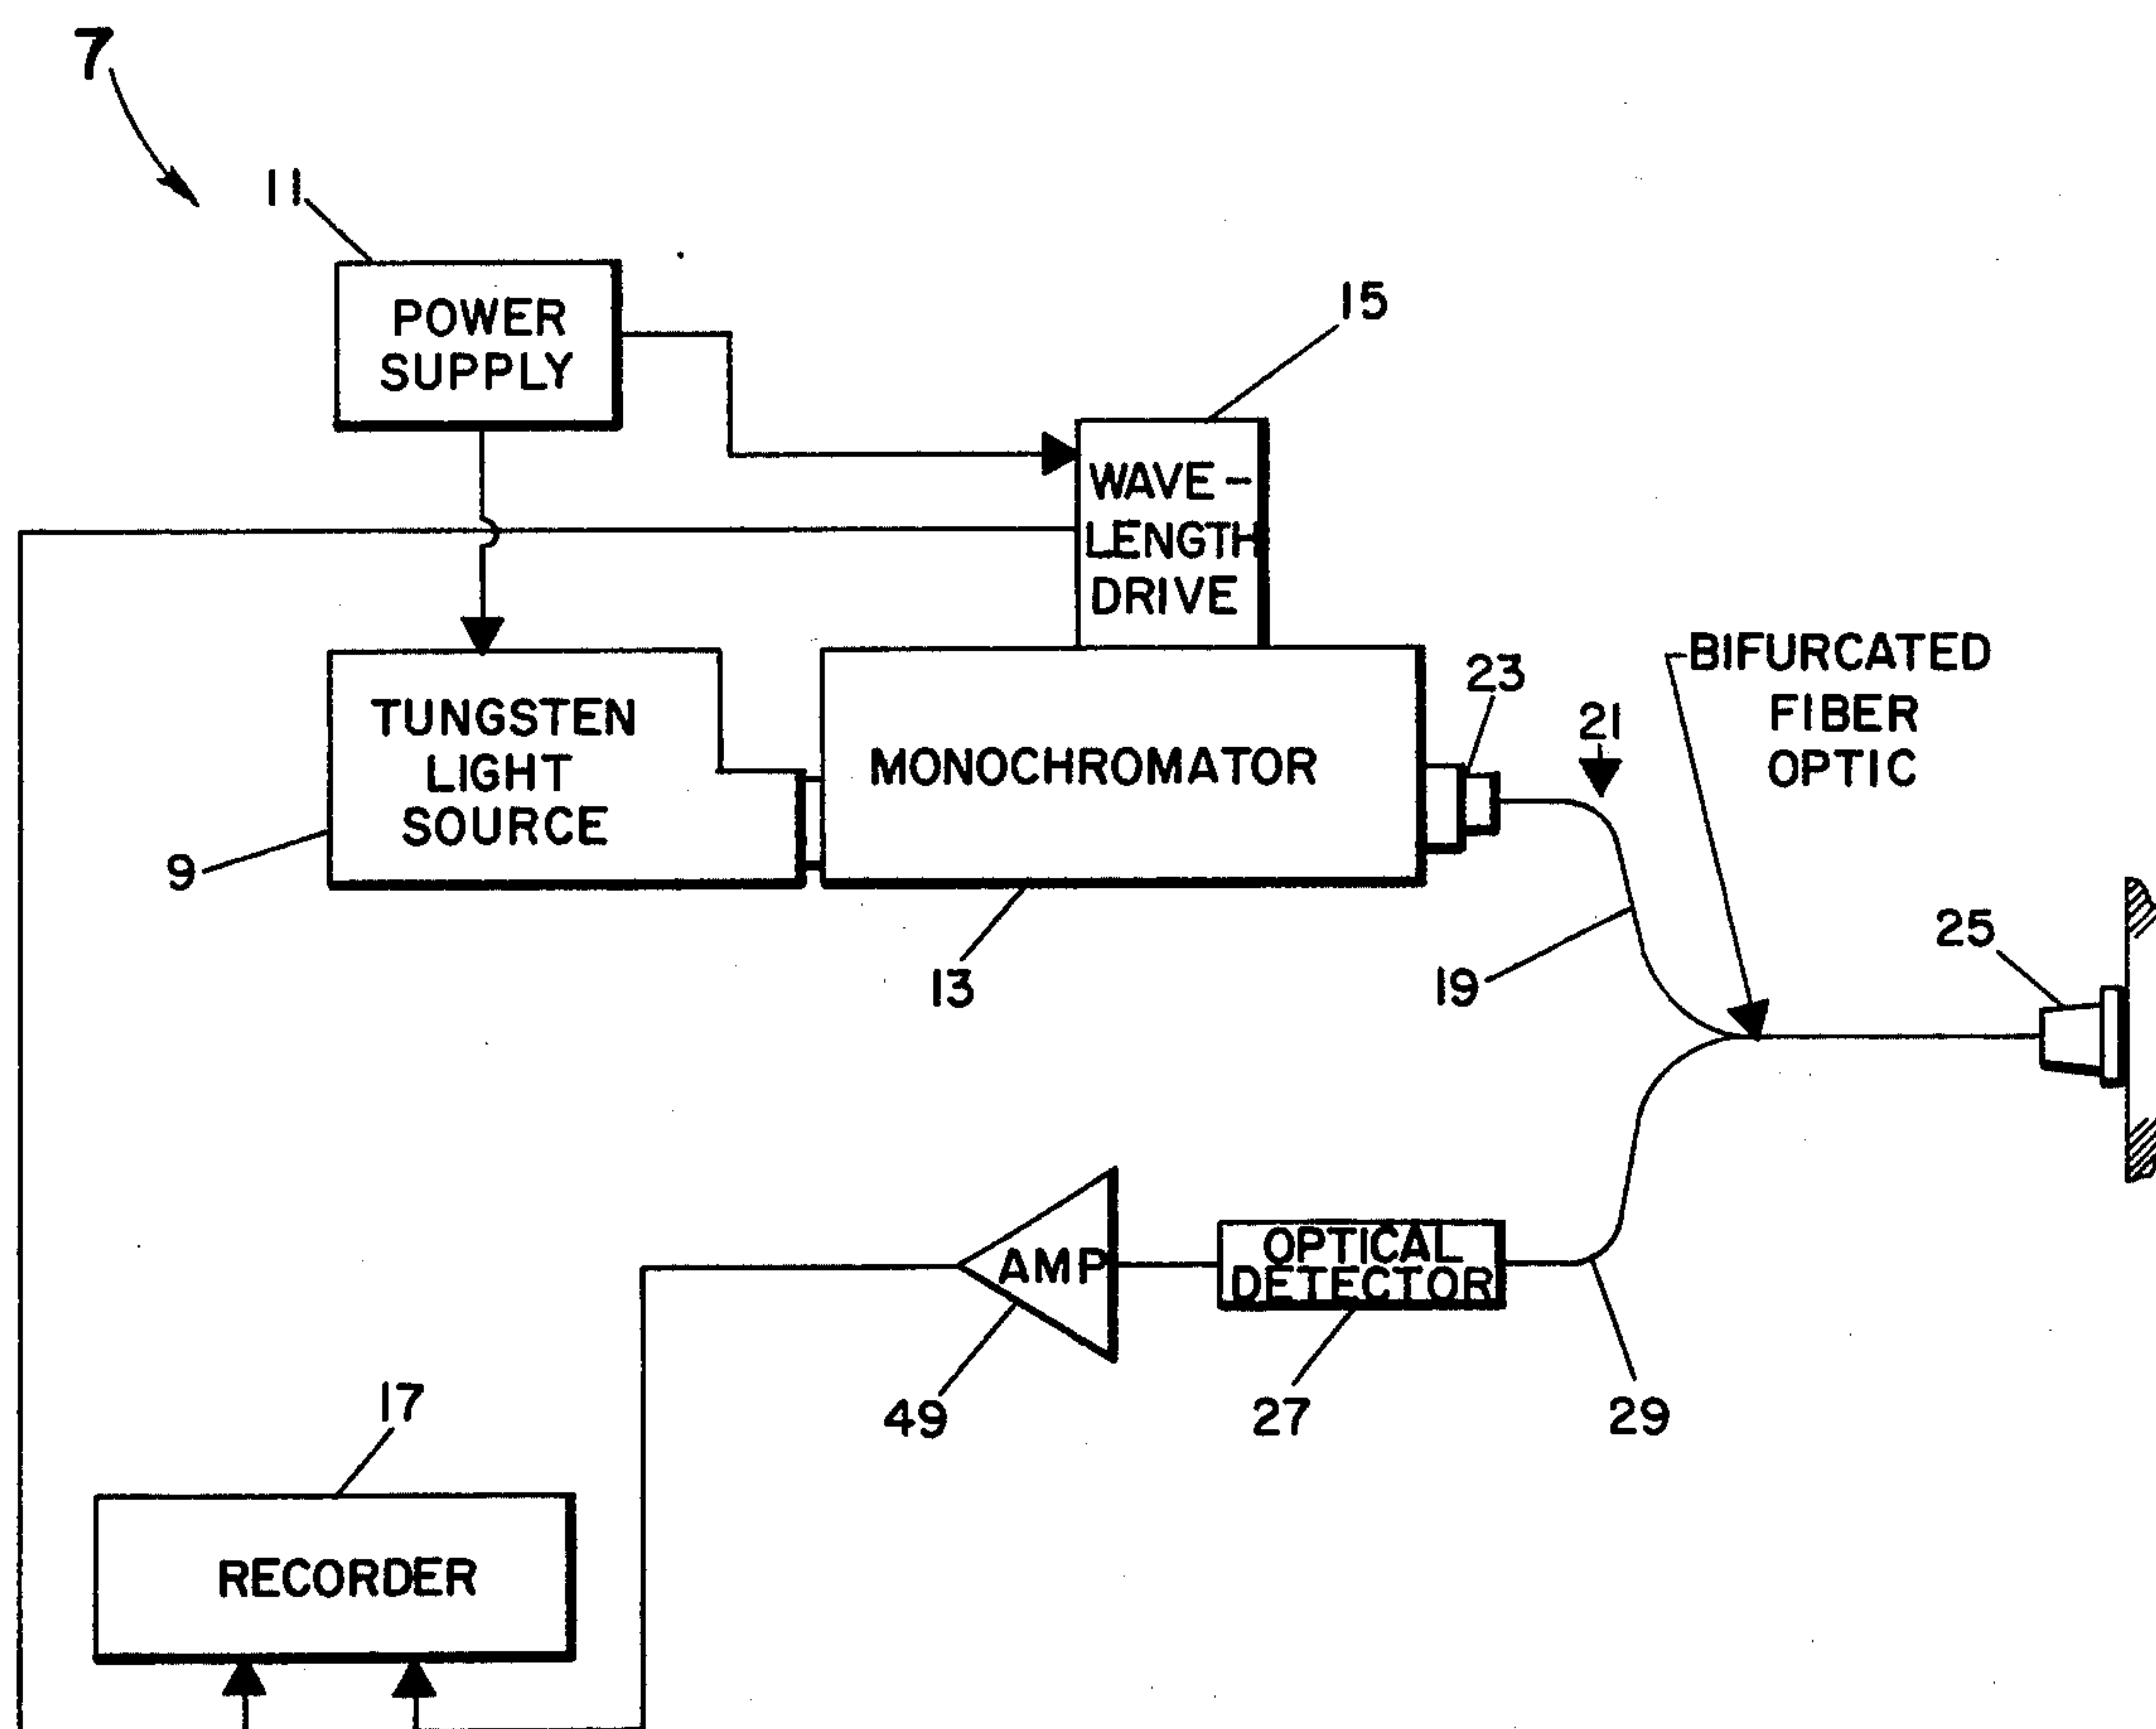 7
11
POWER
SUPPLY
15
WAVE-
LENGTH
DRIVE
TUNGSTEN
LIGHT
SOURCE
9
MONOCHROMATOR
13
23
21
BIFURCATED
FIBER
OPTIC
19
25
AMP
49
OPTICAL
DETECTOR
27
29
17
RECORDER